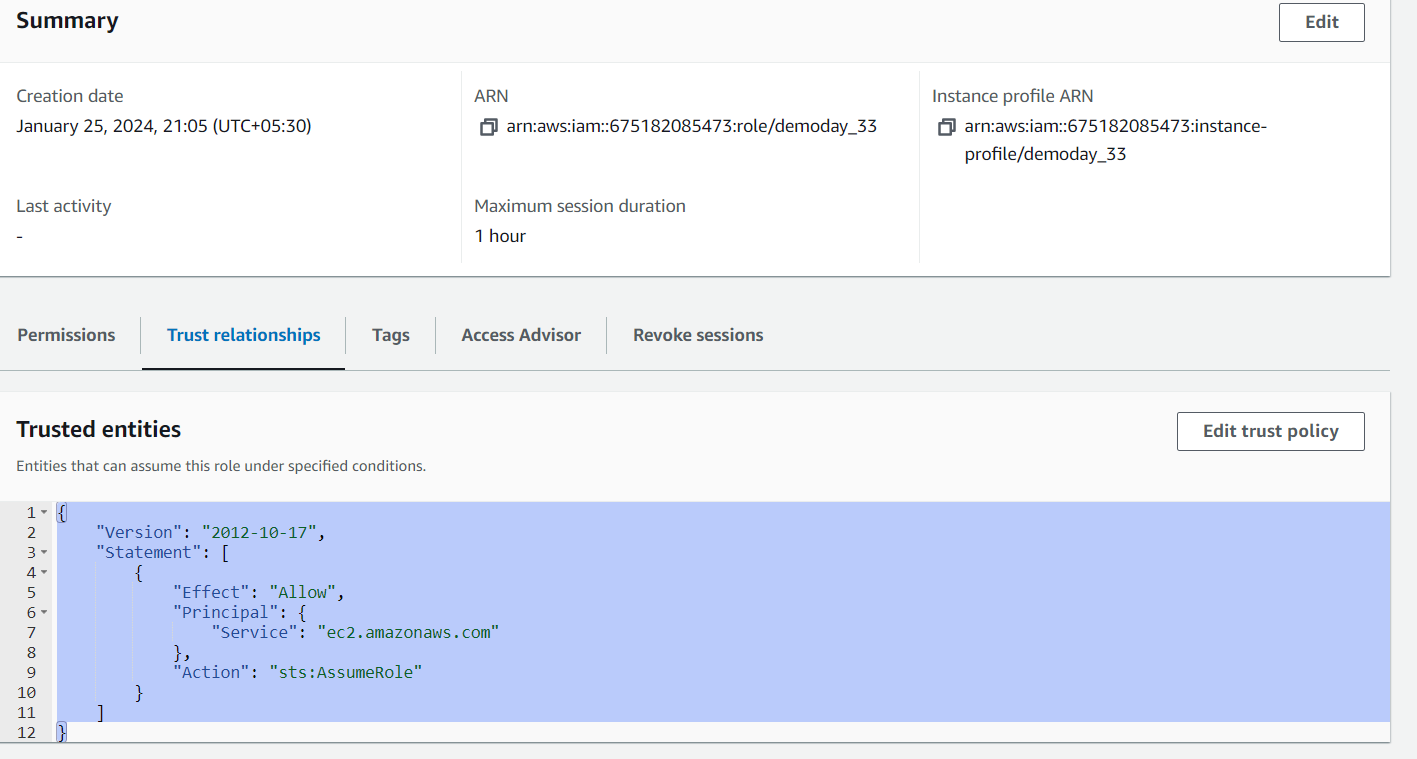 Summary
Edit
Creation date
January 25, 2024, 21:05 (UTC+05:30)
ARN
arn:aws:iam::675182085473:role/demoday_33
Instance profile ARN
arn:aws:iam::675182085473:instance-
profile/demoday_33
Last activity
-
Maximum session duration
1 hour
Permissions
Trust relationships
Tags
Access Advisor
Revoke sessions
Trusted entities
Edit trust policy
Entities that can assume this role under specified conditions.
1 {
2     "Version": "2012-10-17",
3     "Statement": [
4         {
5             "Effect": "Allow",
6             "Principal": {
7                 "Service": "ec2.amazonaws.com"
8             },
9             "Action": "sts:AssumeRole"
10         }
11     ]
12 }